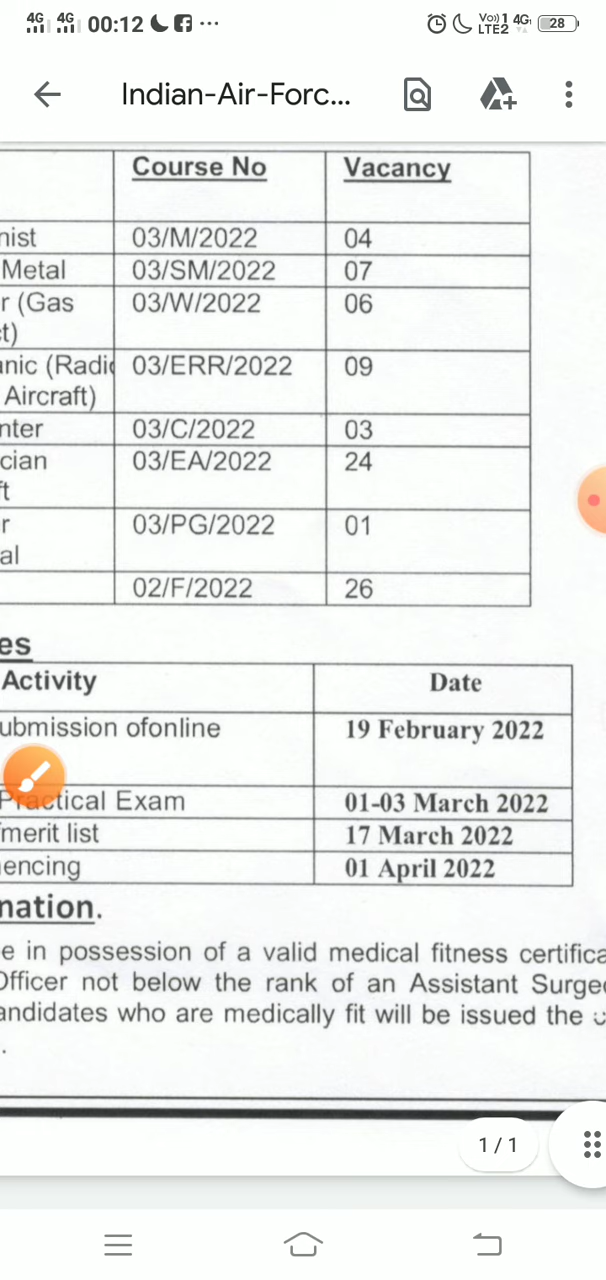 4G 4G 00:12 ... Vo)) 1 4G 28
LTE2
Indian-Air-Forc...
Course No Vacancy
nist 03/M/2022 04
Metal 03/SM/2022 07
r (Gas 03/W/2022 06
t)
anic (Radio 03/ERR/2022 09
Aircraft)
nter 03/C/2022 03
cian 03/EA/2022 24
ft
r 03/PG/2022 01
al
02/F/2022 26
es
Activity Date
ubmission ofonline 19 February 2022
Practical Exam 01-03 March 2022
merit list 17 March 2022
encing 01 April 2022
nation.
e in possession of a valid medical fitness certifica
Officer not below the rank of an Assistant Surge
andidates who are medically fit will be issued the
.
1 / 1